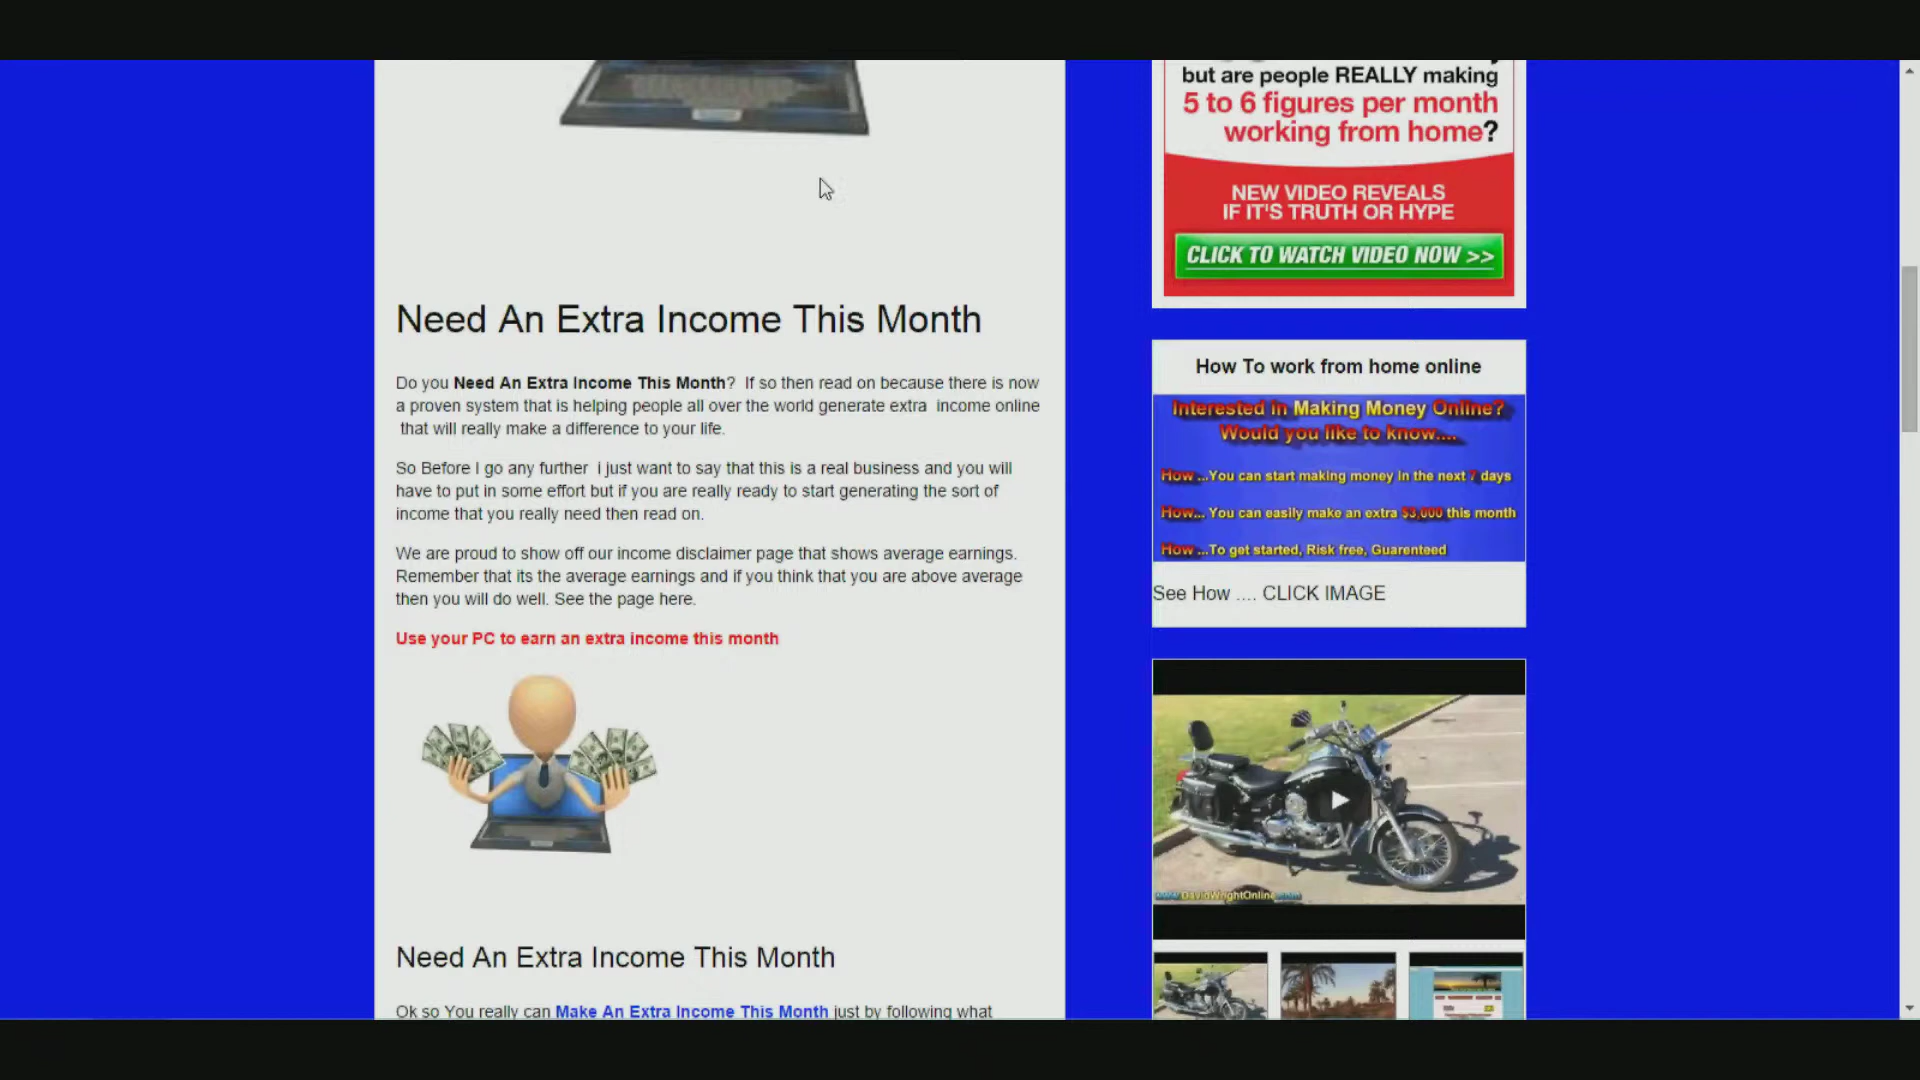 Need An Extra Income This Month
Do you Need An Extra Income This Month?  If so then read on because there is now
a proven system that is helping people all over the world generate extra  income online
that will really make a difference to your life.
So Before I go any further  i just want to say that this is a real business and you will
have to put in some effort but if you are really ready to start generating the sort of
income that you really need then read on.
We are proud to show off our income disclaimer page that shows average earnings.
Remember that its the average earnings and if you think that you are above average
then you will do well. See the page here.
Use your PC to earn an extra income this month
Need An Extra Income This Month
Ok so You really can Make An Extra Income This Month just by following what
but are people REALLY making
5 to 6 figures per month
working from home?
NEW VIDEO REVEALS
IF IT'S TRUTH OR HYPE
CLICK TO WATCH VIDEO NOW >>
How To work from home online
Interested In Making Money Online?
Would you like to know....
How ...You can start making money in the next 7 days
How... You can easily make an extra $3,000 this month
How ...To get started, Risk free, Guarenteed
See How .... CLICK IMAGE
DavidWrightOnline